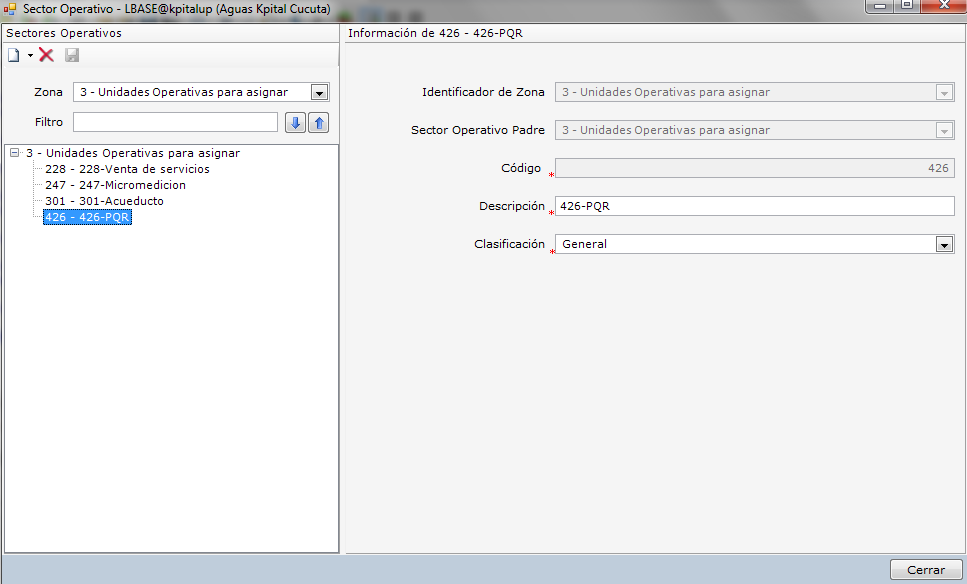 Sector Operativo - LBASE@kpitalup (Aguas Kpital Cucuta)
Sectores Operativos
Zona 3 - Unidades Operativas para asignar
Filtro
3 - Unidades Operativas para asignar
228 - 228-Venta de servicios
247 - 247-Micromedicion
301 - 301-Acueducto
426 - 426-PQR
Información de 426 - 426-PQR
Identificador de Zona 3 - Unidades Operativas para asignar
Sector Operativo Padre 3 - Unidades Operativas para asignar
Código * 426
Descripción * 426-PQR
Clasificación * General
Cerrar